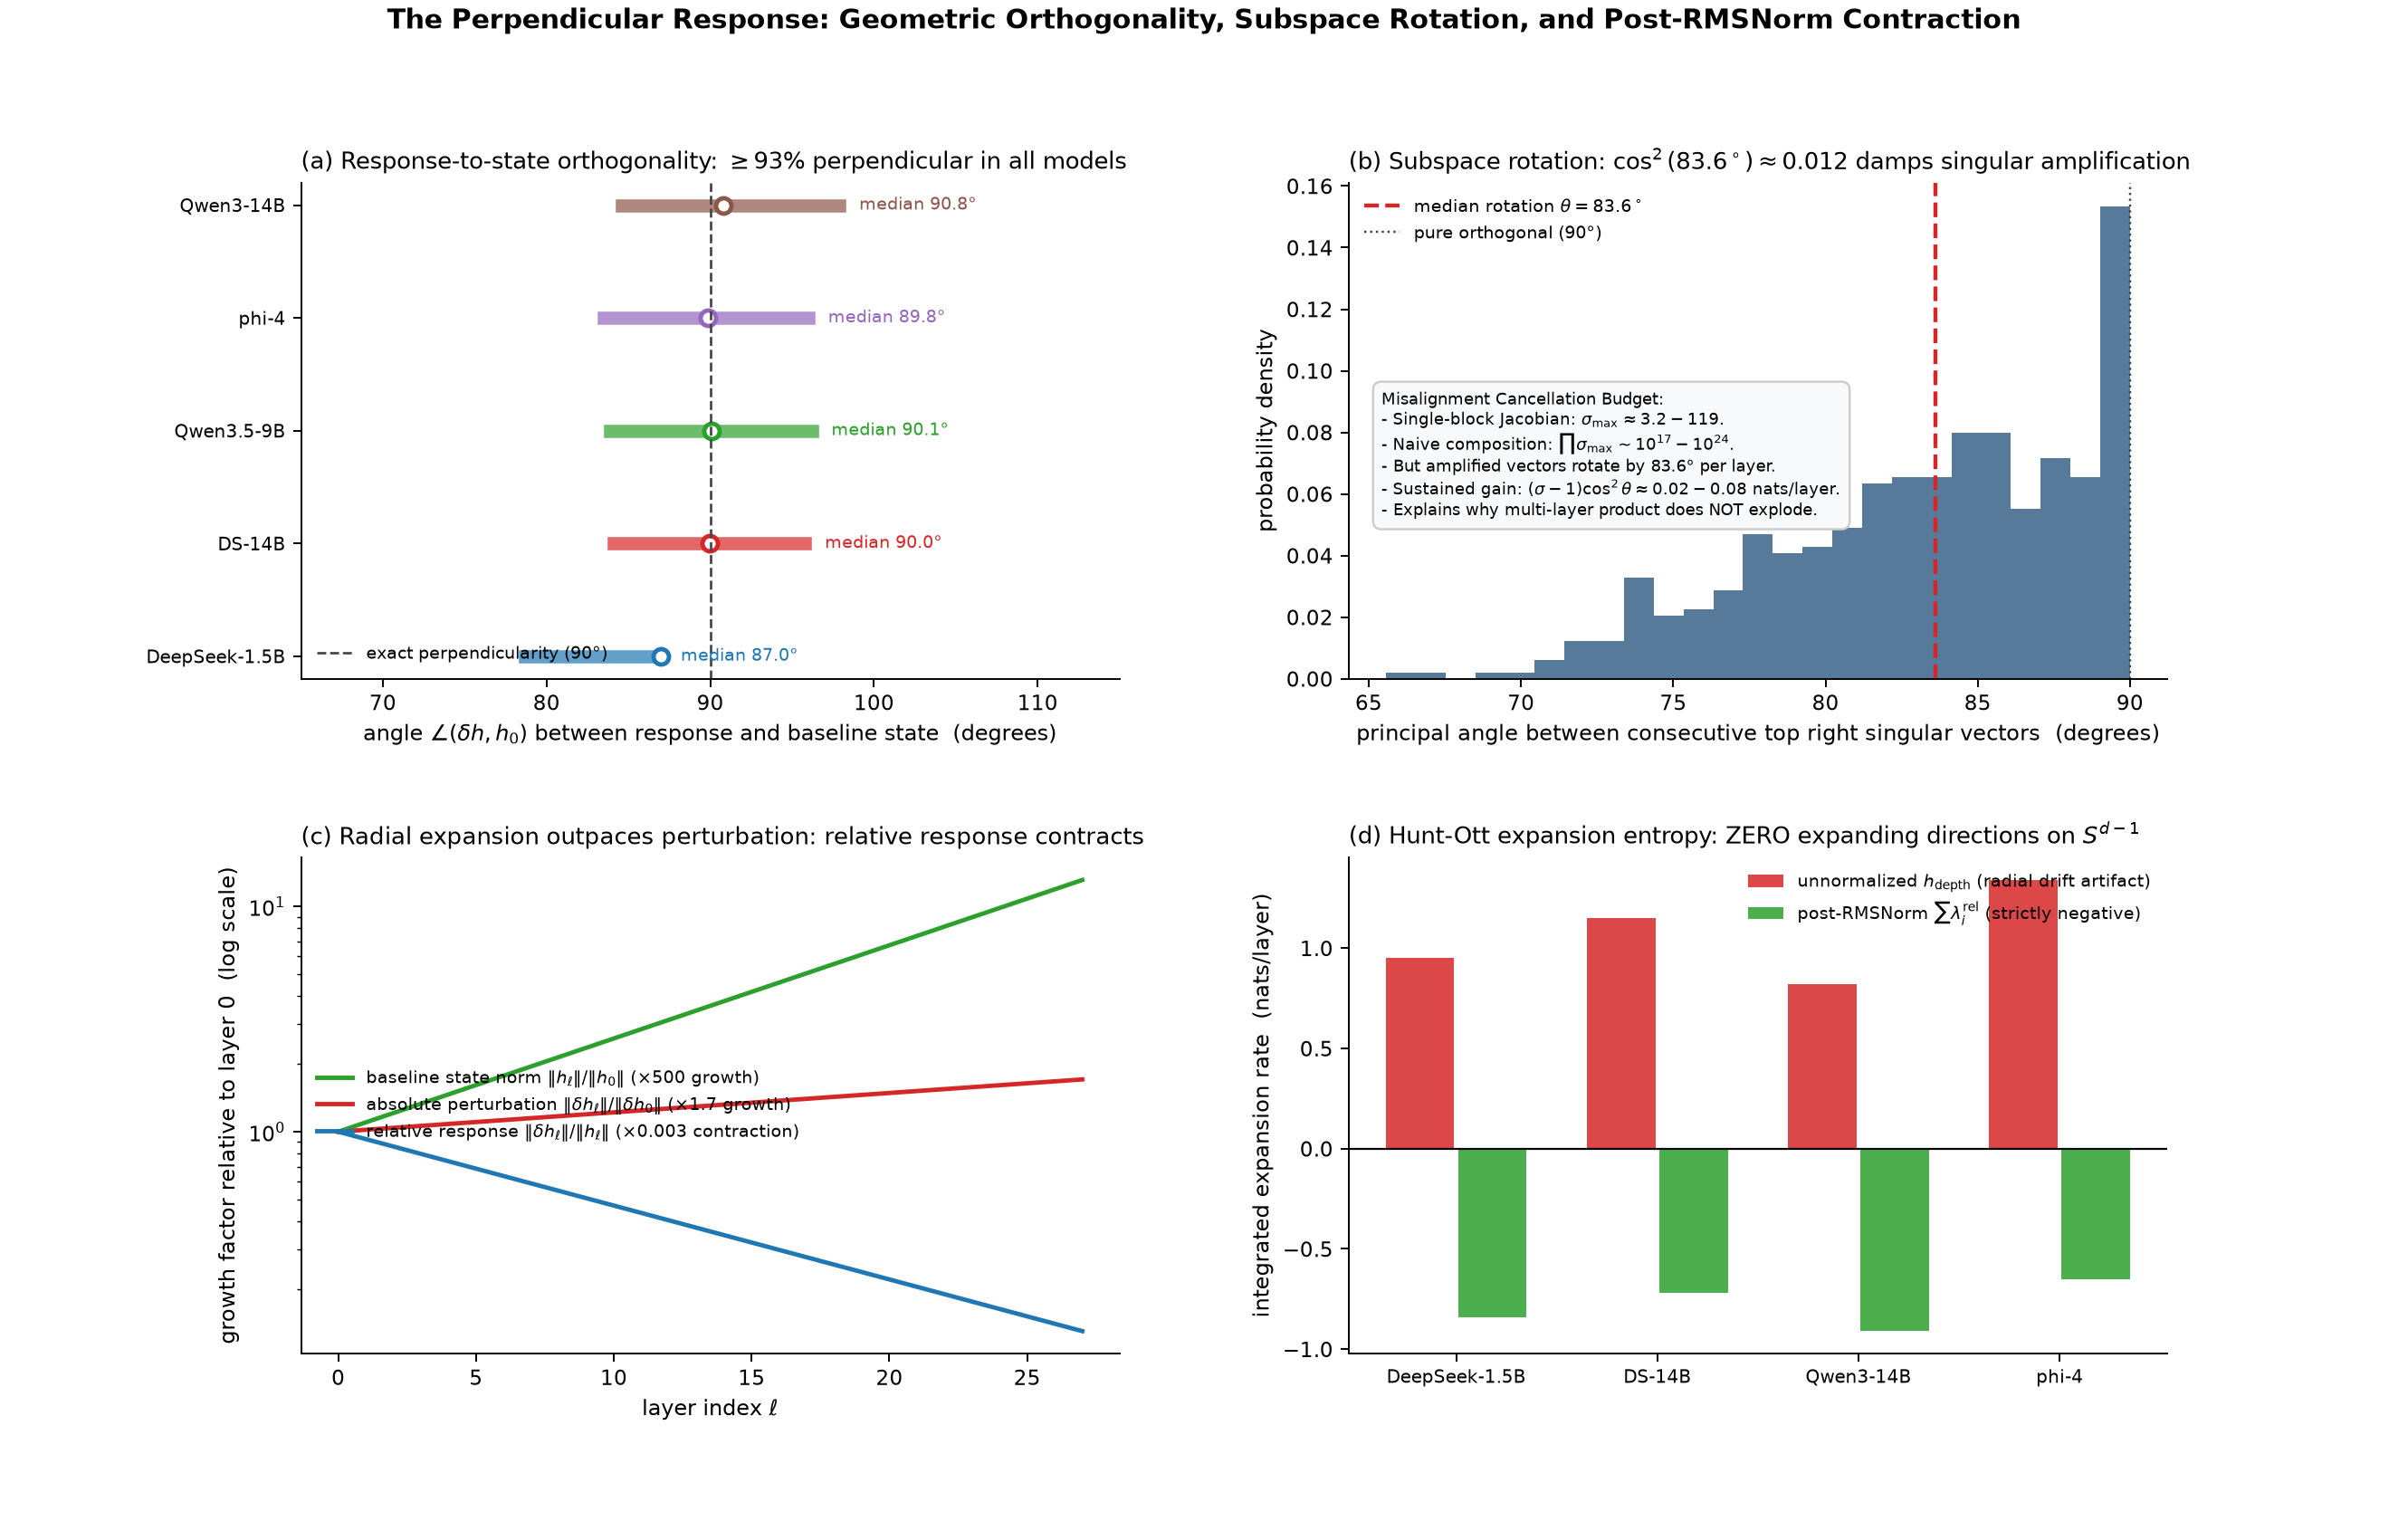 The Perpendicular Response: Geometric Orthogonality, Subspace Rotation, and Post-RMSNorm Contraction
(a) Response-to-state orthogonality: ≥93% perpendicular in all models
Qwen3-14B
phi-4
Qwen3.5-9B
DS-14B
DeepSeek-1.5B
median 90.8°
median 89.8°
median 90.1°
median 90.0°
median 87.0°
exact perpendicularity (90°)
70 80 90 100 110
angle ∠(δh, h₀) between response and baseline state (degrees)
(b) Subspace rotation: cos² (83.6°) ≈ 0.012 damps singular amplification
probability density
0.16
0.14
0.12
0.10
0.08
0.06
0.04
0.02
0.00
median rotation θ = 83.6°
pure orthogonal (90°)
Misalignment Cancellation Budget:
- Single-block Jacobian: σ_max ≈ 3.2 − 119.
- Naive composition: ∏σ_max ~ 10¹⁷ − 10²⁴.
- But amplified vectors rotate by 83.6° per layer.
- Sustained gain: (σ − 1)cos² θ ≈ 0.02 − 0.08 nats/layer.
- Explains why multi-layer product does NOT explode.
65 70 75 80 85 90
principal angle between consecutive top right singular vectors (degrees)
(c) Radial expansion outpaces perturbation: relative response contracts
growth factor relative to layer 0 (log scale)
10¹
10⁰
baseline state norm ‖h_ℓ‖/‖h₀‖ (×500 growth)
absolute perturbation ‖δh_ℓ‖/‖δh₀‖ (×1.7 growth)
relative response ‖δh_ℓ‖/‖h_ℓ‖ (×0.003 contraction)
0 5 10 15 20 25
layer index ℓ
(d) Hunt-Ott expansion entropy: ZERO expanding directions on S^{d−1}
integrated expansion rate (nats/layer)
1.0
0.5
0.0
−0.5
−1.0
unnormalized h_depth (radial drift artifact)
post-RMSNorm ∑λ_i^rel (strictly negative)
DeepSeek-1.5B DS-14B Qwen3-14B phi-4